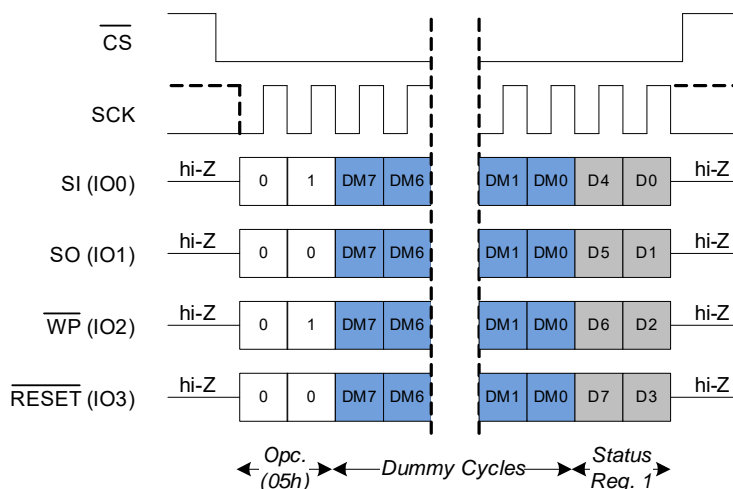 CS
SCK
hi-Z hi-Z
SI (IO0) 0 1 DM7 DM6 DM1 DM0 D4 D0
hi-Z hi-Z
SO (IO1) 0 0 DM7 DM6 DM1 DM0 D5 D1
hi-Z hi-Z
WP (IO2) 0 1 DM7 DM6 DM1 DM0 D6 D2
hi-Z hi-Z
RESET (IO3) 0 0 DM7 DM6 DM1 DM0 D7 D3
Opc. Status
(05h) Dummy Cycles Reg. 1